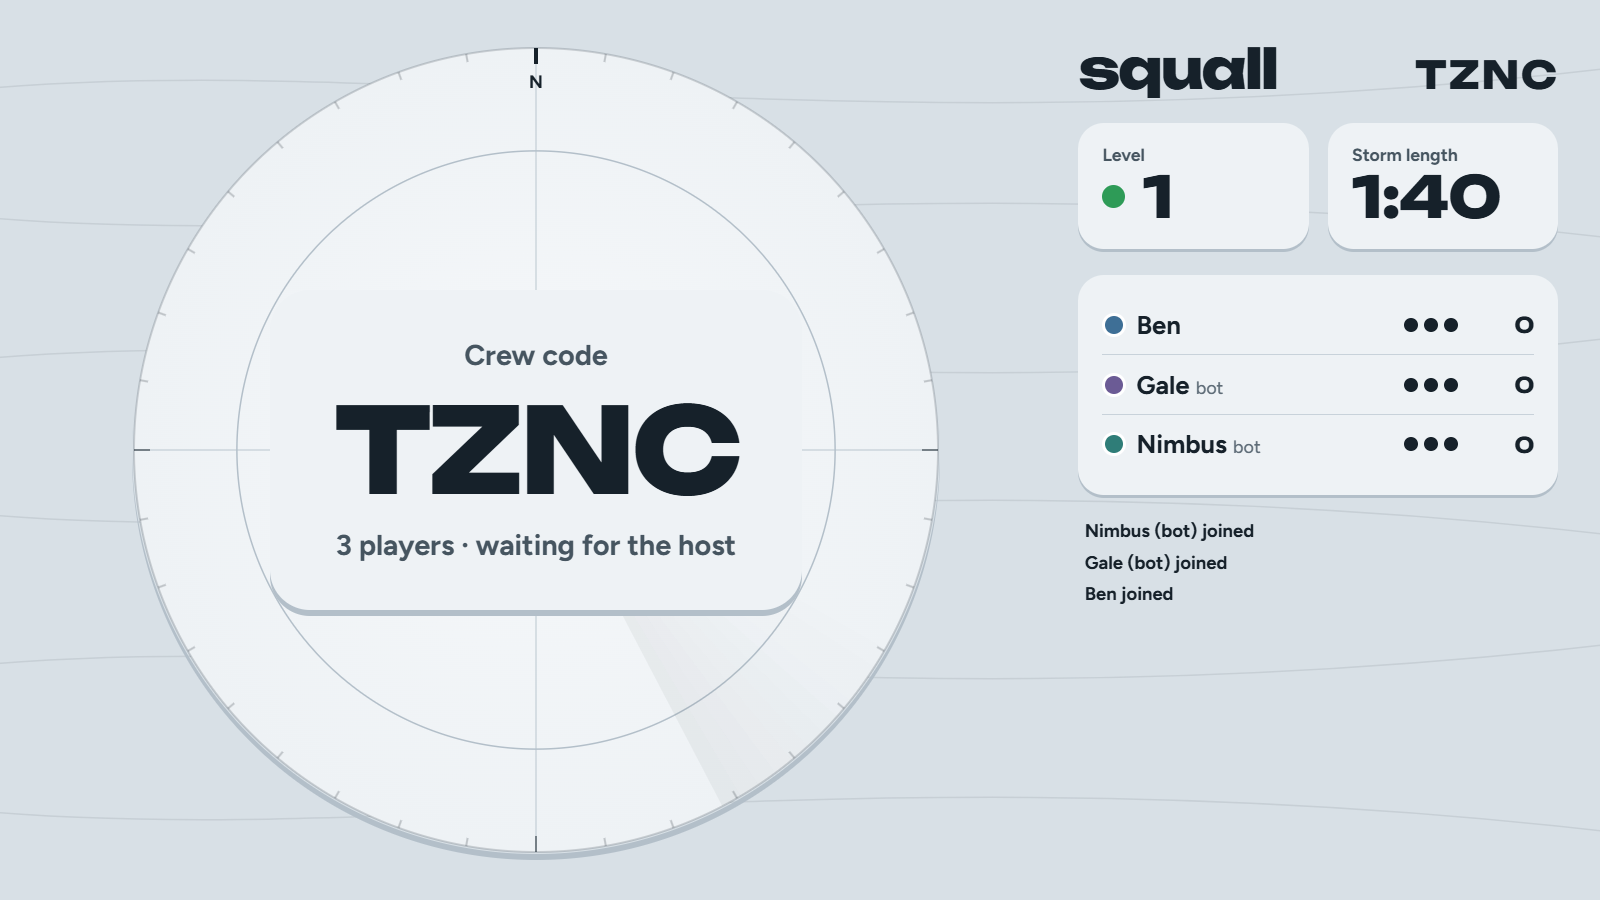 N
Crew code
TZNC
3 players · waiting for the host
squall
TZNC
Level
1
Storm length
1:40
Ben 0
Gale bot 0
Nimbus bot 0
Nimbus (bot) joined
Gale (bot) joined
Ben joined